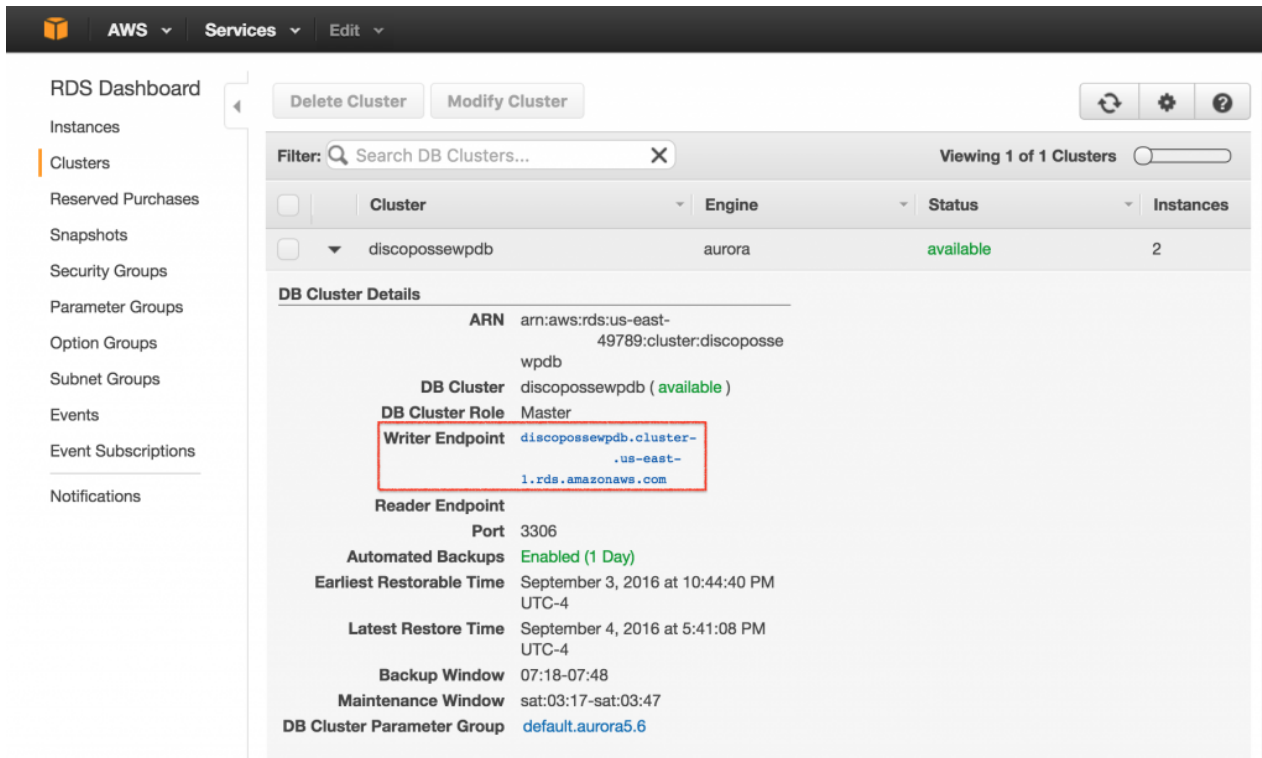 AWS Services Edit
RDS Dashboard
Instances
Clusters
Reserved Purchases
Snapshots
Security Groups
Parameter Groups
Option Groups
Subnet Groups
Events
Event Subscriptions
Notifications
Delete Cluster Modify Cluster
Filter: Search DB Clusters... Viewing 1 of 1 Clusters
Cluster Engine Status Instances
discopossewpdb aurora available 2
DB Cluster Details
ARN arn:aws:rds:us-east-
49789:cluster:discoposse
wpdb
DB Cluster discopossewpdb ( available )
DB Cluster Role Master
Writer Endpoint discopossewpdb.cluster-
.us-east-
1.rds.amazonaws.com
Reader Endpoint
Port 3306
Automated Backups Enabled (1 Day)
Earliest Restorable Time September 3, 2016 at 10:44:40 PM
UTC-4
Latest Restore Time September 4, 2016 at 5:41:08 PM
UTC-4
Backup Window 07:18-07:48
Maintenance Window sat:03:17-sat:03:47
DB Cluster Parameter Group default.aurora5.6